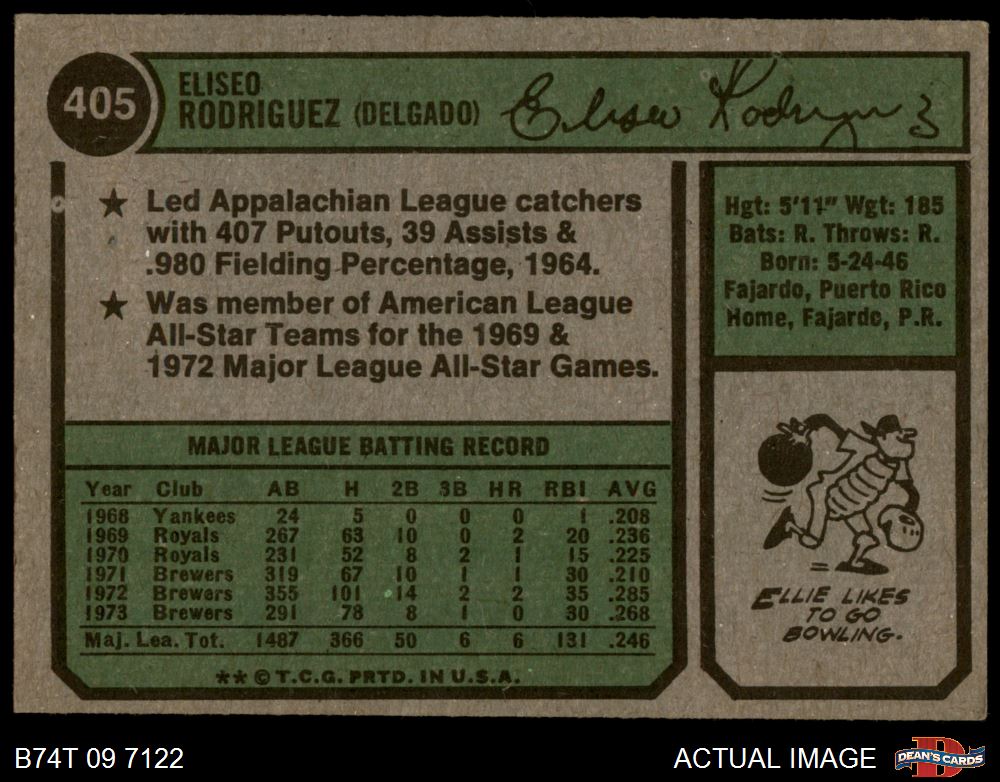 405
ELISEO
RODRIGUEZ (DELGADO)
Eliseo Rodriguez
★ Led Appalachian League catchers
with 407 Putouts, 39 Assists &
.980 Fielding Percentage, 1964.
★ Was member of American League
All-Star Teams for the 1969 &
1972 Major League All-Star Games.
Hgt: 5'11" Wgt: 185
Bats: R. Throws: R.
Born: 5-24-46
Fajardo, Puerto Rico
Home, Fajardo, P.R.
MAJOR LEAGUE BATTING RECORD
Year Club AB H 2B 3B HR RBI AVG
1968 Yankees 24 5 0 0 0 1 .208
1969 Royals 267 63 10 0 2 20 .236
1970 Royals 231 52 8 2 1 15 .225
1971 Brewers 319 67 10 1 1 30 .210
1972 Brewers 355 101 14 2 2 35 .285
1973 Brewers 291 78 8 1 0 30 .268
Maj. Lea. Tot. 1487 366 50 6 6 131 .246
**©T.C.G. PRTD. IN U.S.A.
ELLIE LIKES
TO GO
BOWLING.
B74T 09 7122
ACTUAL IMAGE
D
DEAN'S CARDS